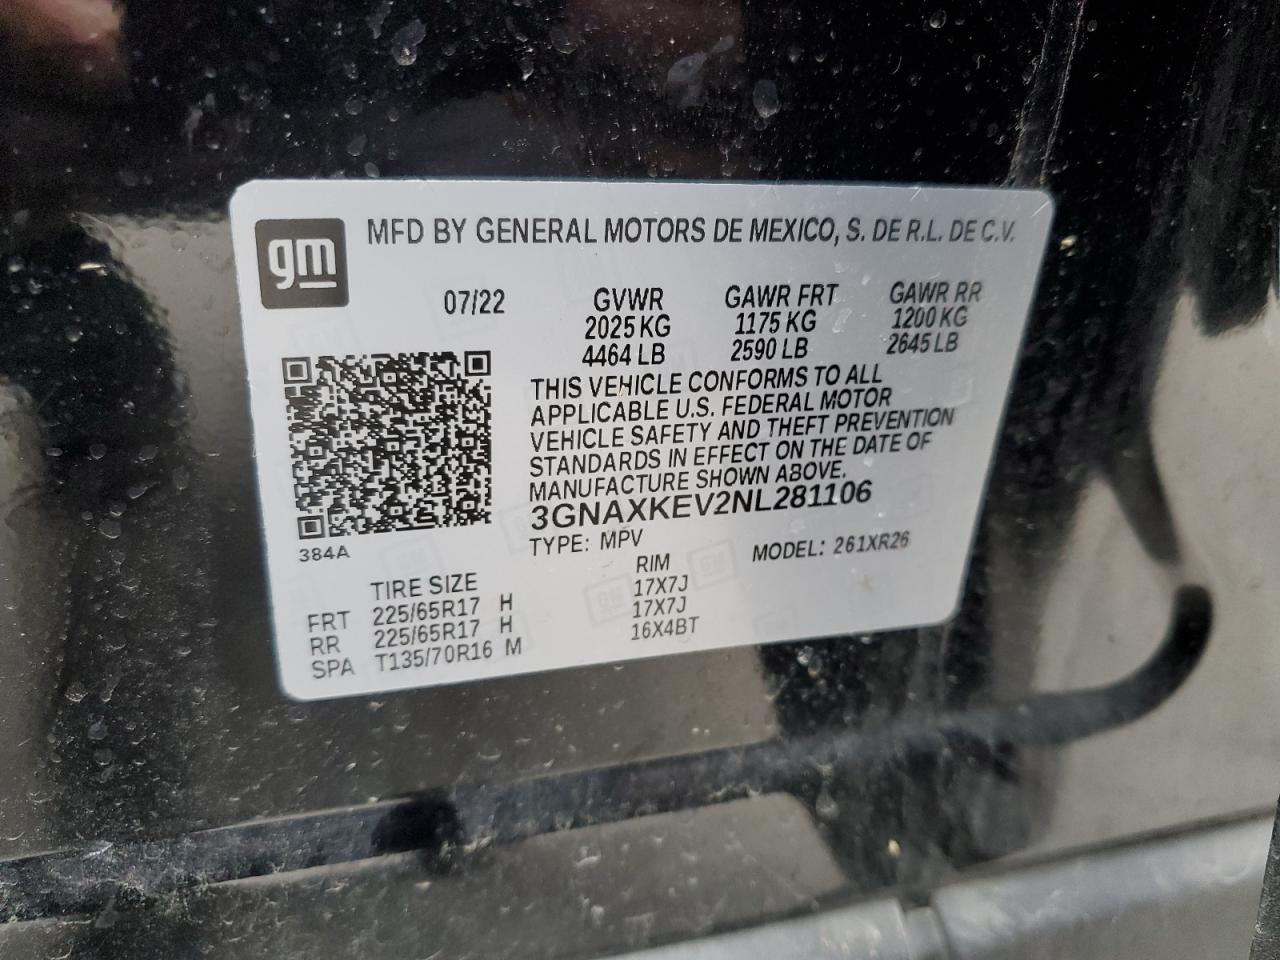 gm
MFD BY GENERAL MOTORS DE MEXICO, S. DE R.L. DE C.V.
07/22 GVWR GAWR FRT GAWR RR
2025 KG 1175 KG 1200 KG
4464 LB 2590 LB 2645 LB
THIS VEHICLE CONFORMS TO ALL
APPLICABLE U.S. FEDERAL MOTOR
VEHICLE SAFETY AND THEFT PREVENTION
STANDARDS IN EFFECT ON THE DATE OF
MANUFACTURE SHOWN ABOVE.
3GNAXKEV2NL281106
384A
TYPE: MPV MODEL: 261XR26
TIRE SIZE RIM
FRT 225/65R17 H 17X7J
RR 225/65R17 H 17X7J
SPA T135/70R16 M 16X4BT